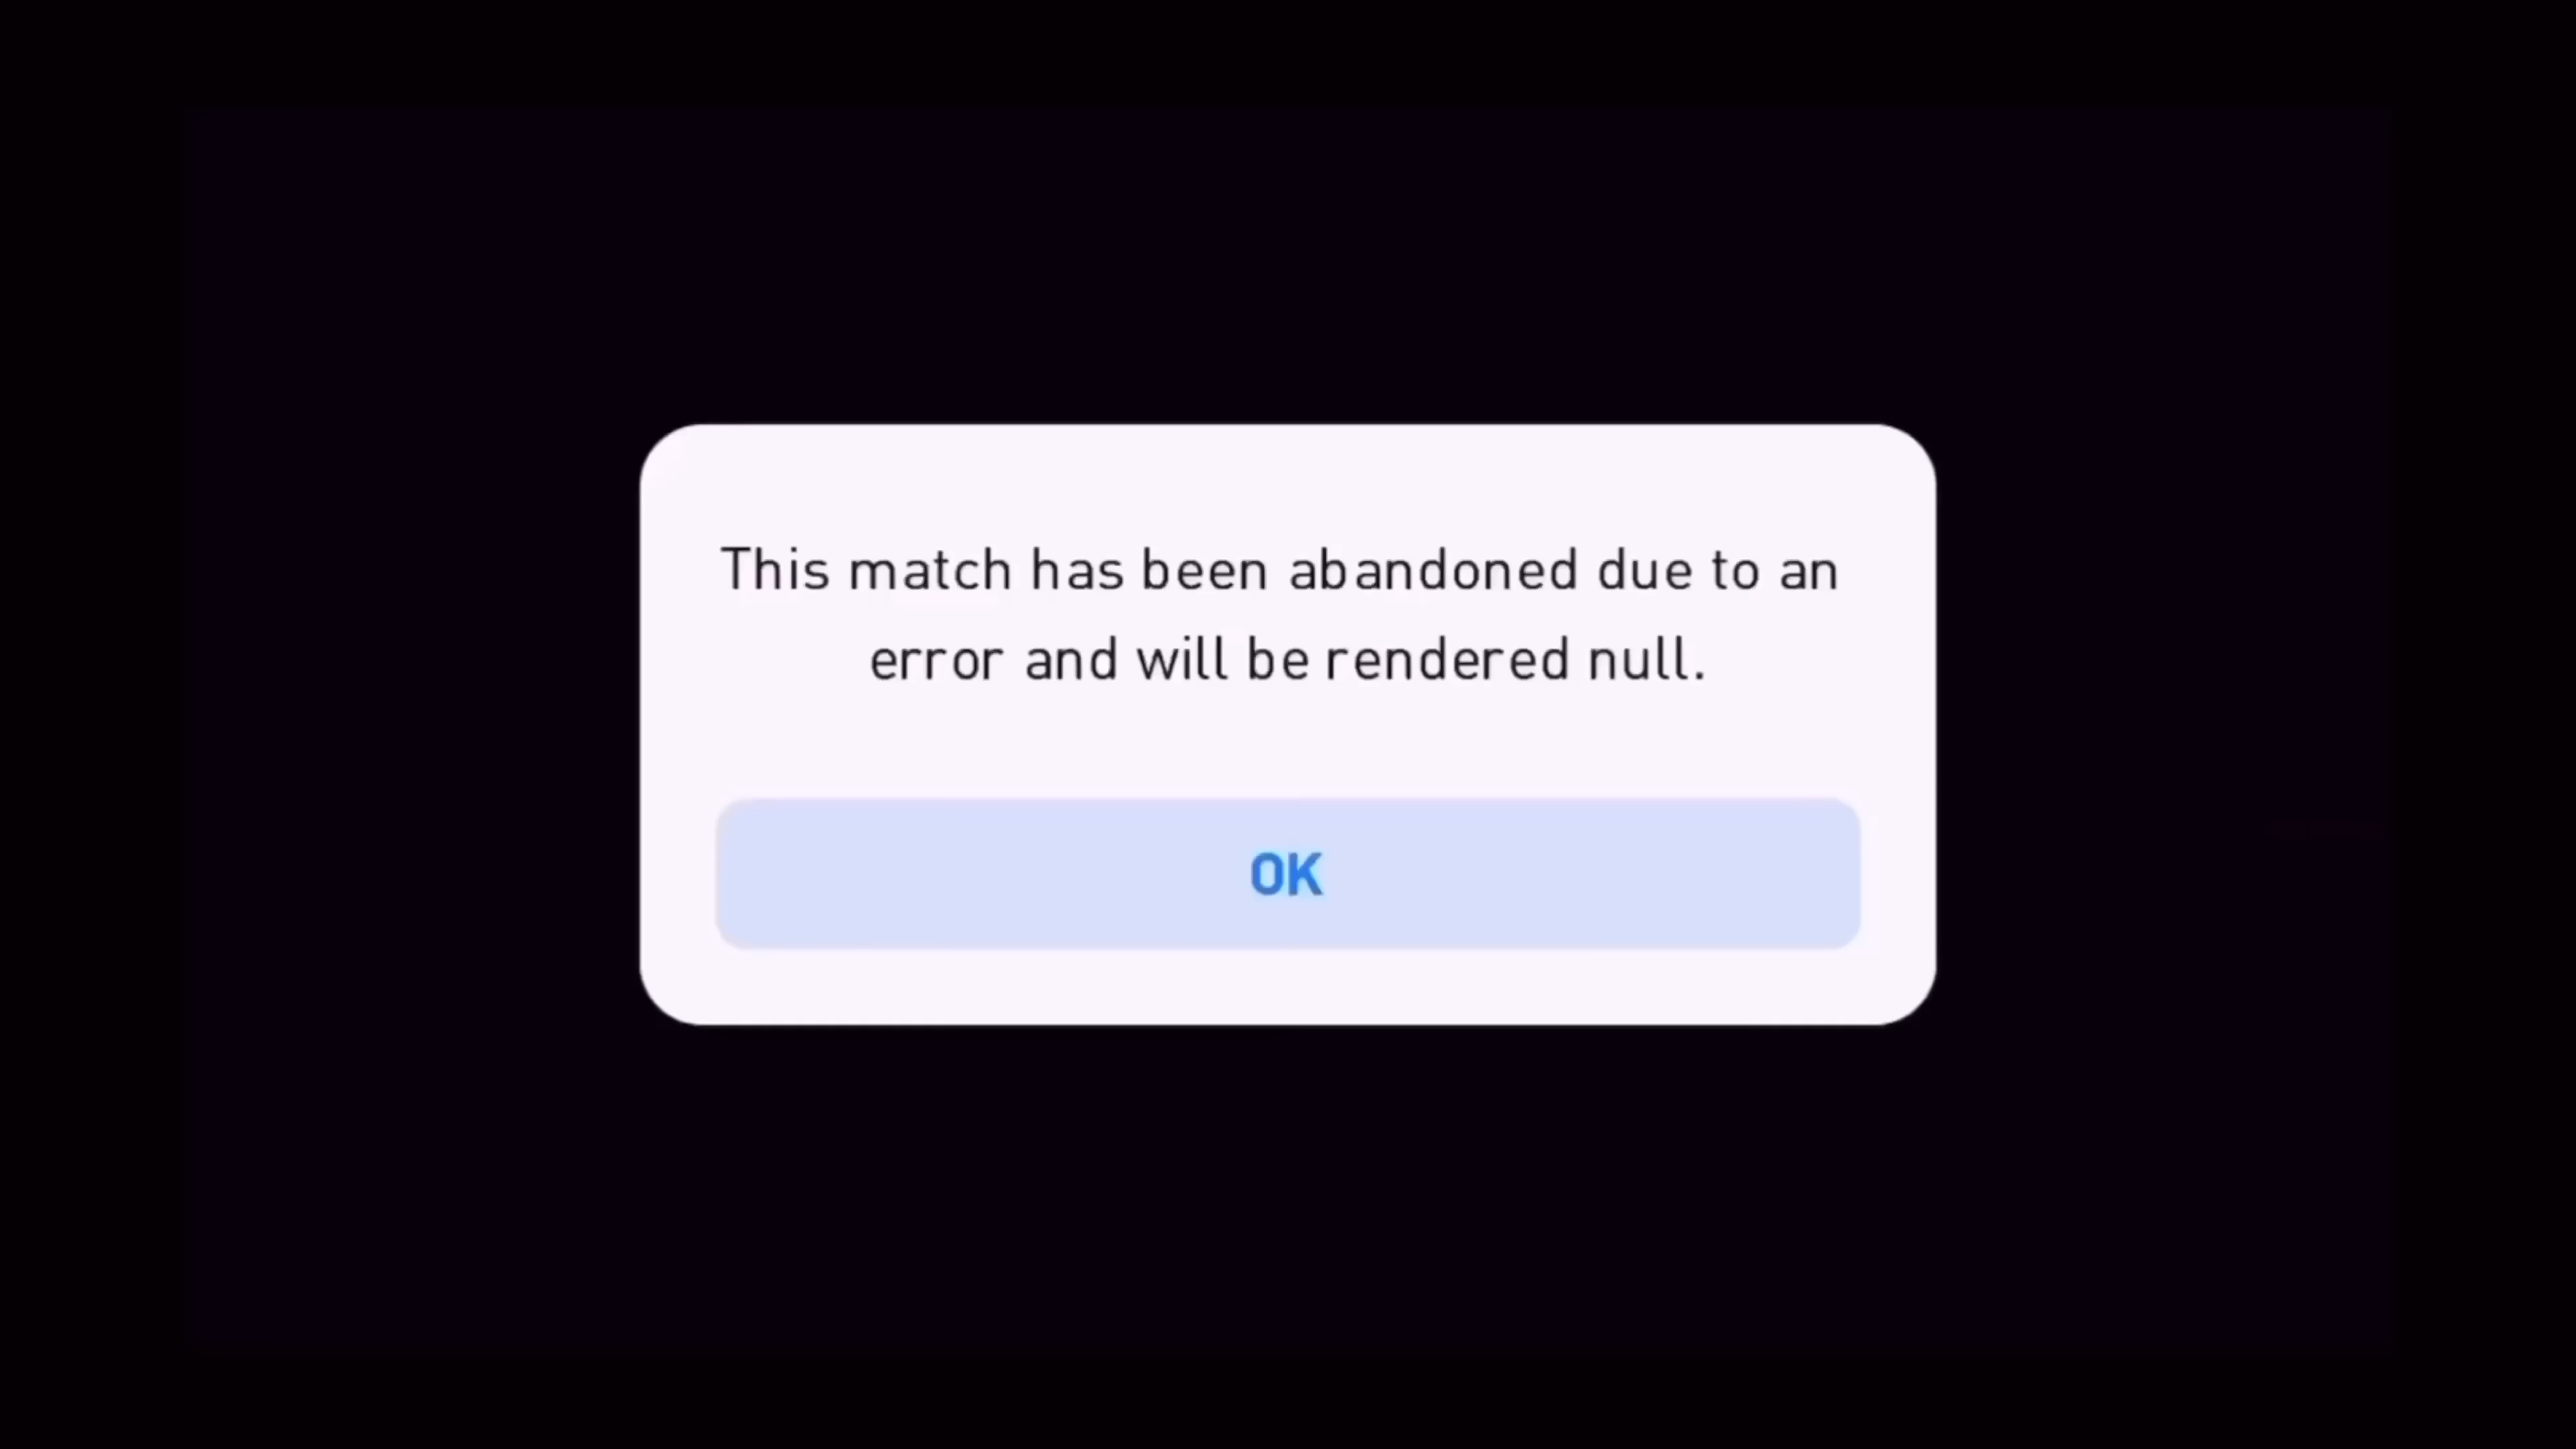 This match has been abandoned due to an
error and will be rendered null.
OK